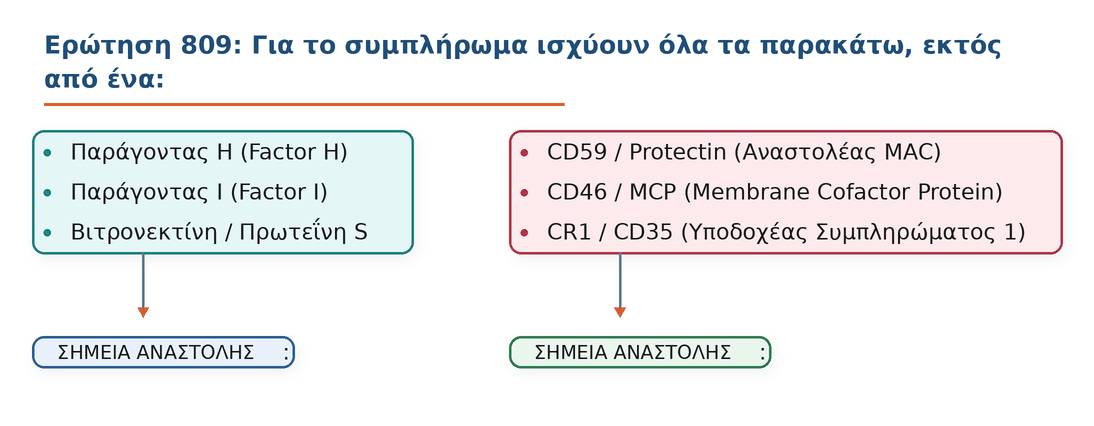 Ερώτηση 809: Για το συμπλήρωμα ισχύουν όλα τα παρακάτω, εκτός
από ένα:
• Παράγοντας H (Factor H)
• Παράγοντας I (Factor I)
• Βιτρονεκτίνη / Πρωτεΐνη S
• CD59 / Protectin (Αναστολέας MAC)
• CD46 / MCP (Membrane Cofactor Protein)
• CR1 / CD35 (Υποδοχέας Συμπληρώματος 1)
ΣΗΜΕΙΑ ΑΝΑΣΤΟΛΗΣ :
ΣΗΜΕΙΑ ΑΝΑΣΤΟΛΗΣ :